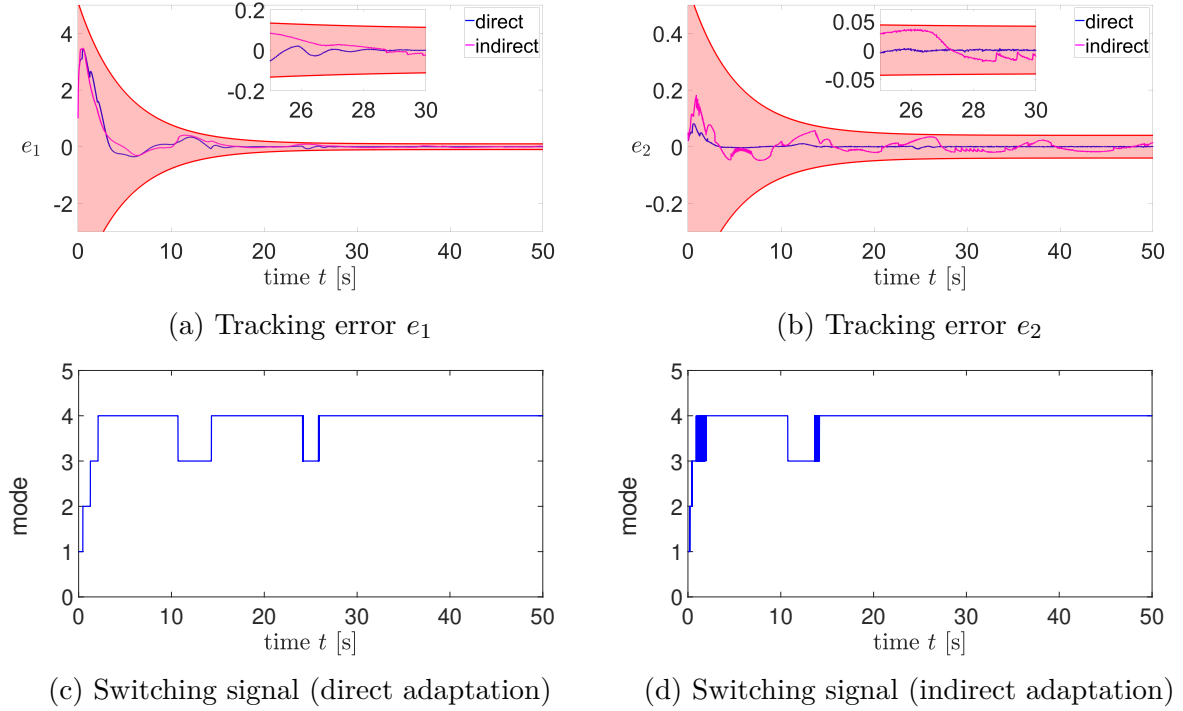 4
2
0
-2
e₁
0 10 20 30 40 50
time t [s]
0.2
0
-0.2
26 28 30
direct
indirect
(a) Tracking error e₁
0.4
0.2
0
-0.2
e₂
0 10 20 30 40 50
time t [s]
0.05
0
-0.05
26 28 30
direct
indirect
(b) Tracking error e₂
5
4
3
2
1
0
mode
0 10 20 30 40 50
time t [s]
(c) Switching signal (direct adaptation)
5
4
3
2
1
0
mode
0 10 20 30 40 50
time t [s]
(d) Switching signal (indirect adaptation)